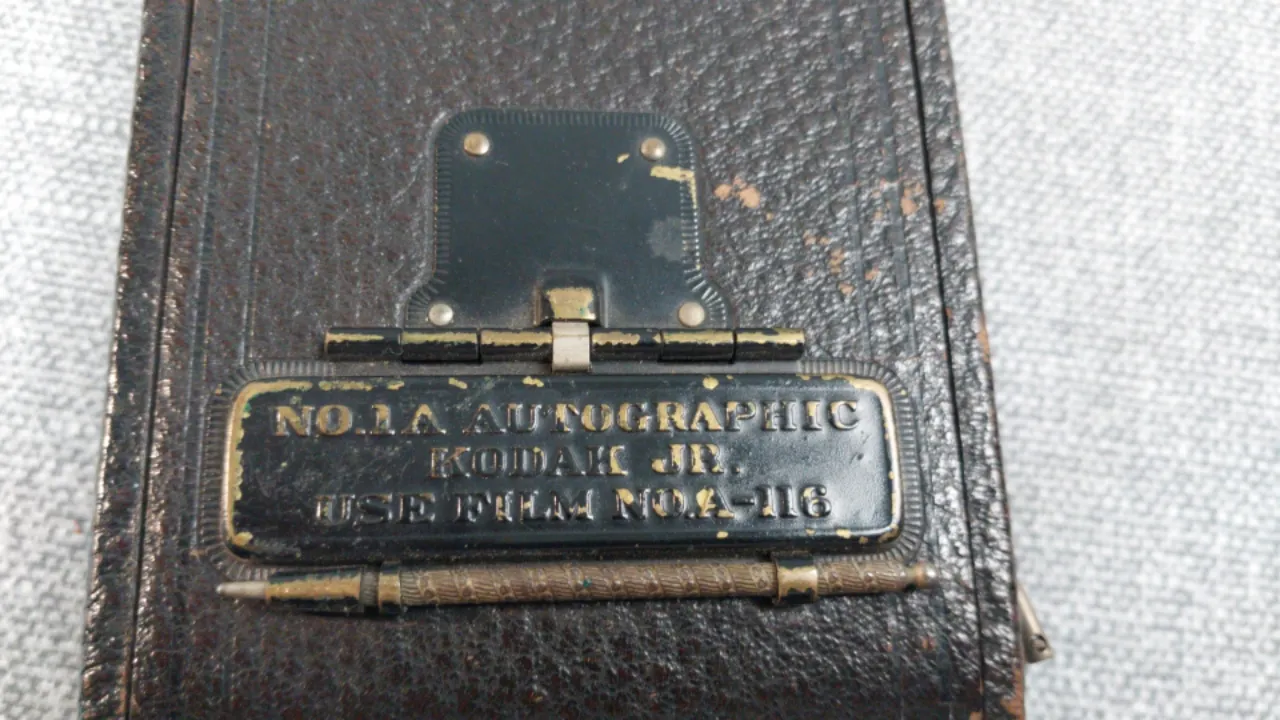 NO.1A AUTOGRAPHIC
KODAK JR.
USE FILM NO.A-116